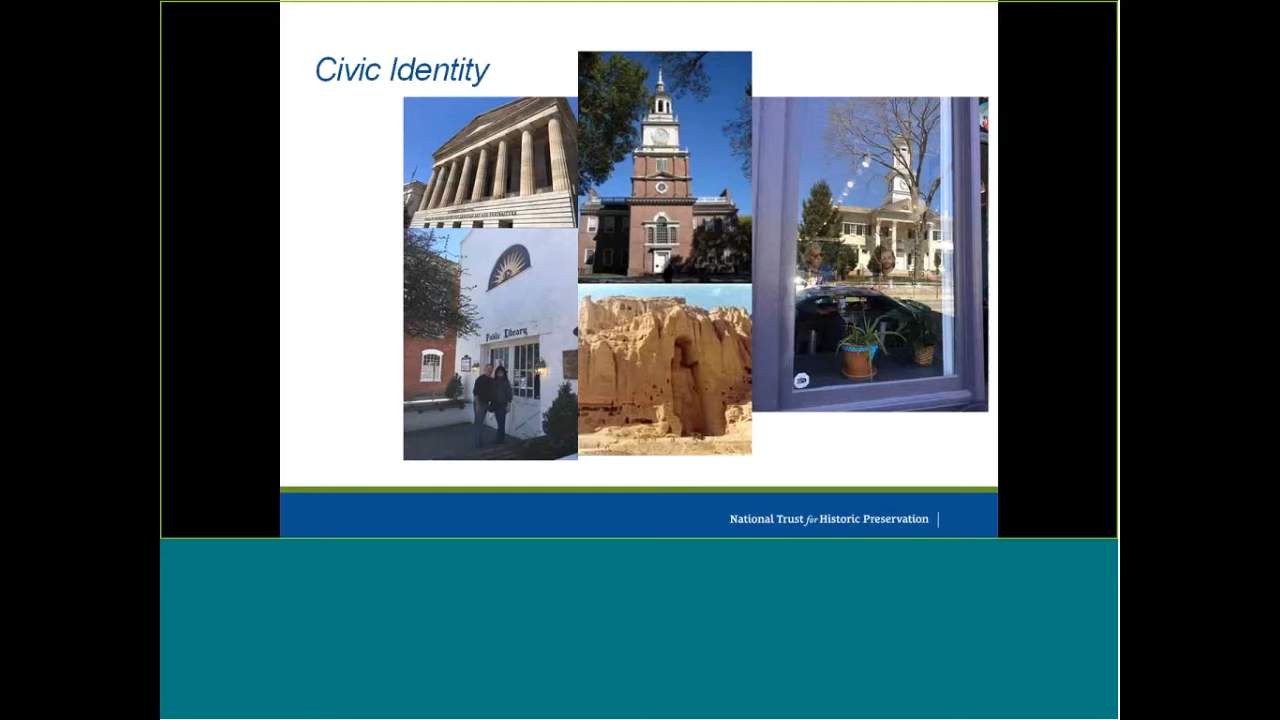 Civic Identity
Public Library
National Trust for Historic Preservation